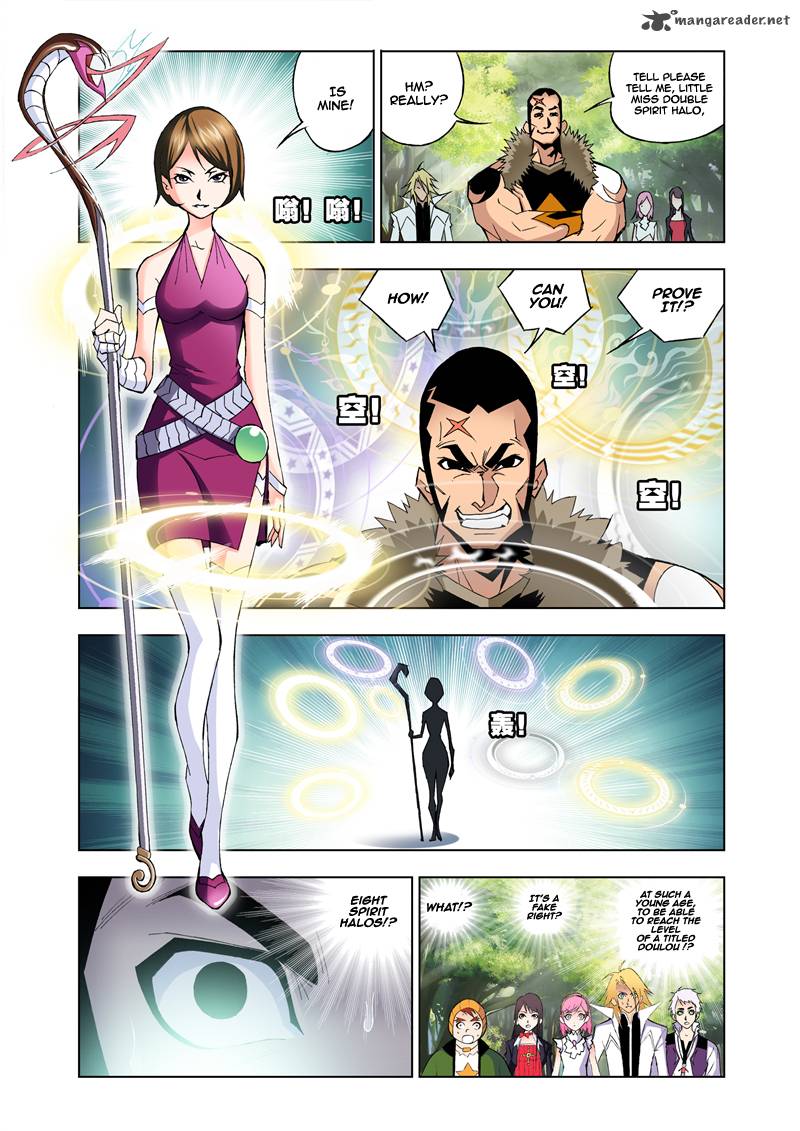 mangareader.net
TELL PLEASE
TELL ME, LITTLE
MISS DOUBLE
SPIRIT HALO,
HM?
REALLY?
IS
MINE!
嗡! 嗡!
PROVE
IT!?
CAN
YOU!
HOW!
空!
空!
空!
轰!
EIGHT
SPIRIT
HALOS!?
AT SUCH A
YOUNG AGE,
TO BE ABLE
TO REACH THE
LEVEL
OF A TITLED
DOULOU !?
IT'S A
FAKE
RIGHT?
WHAT!?